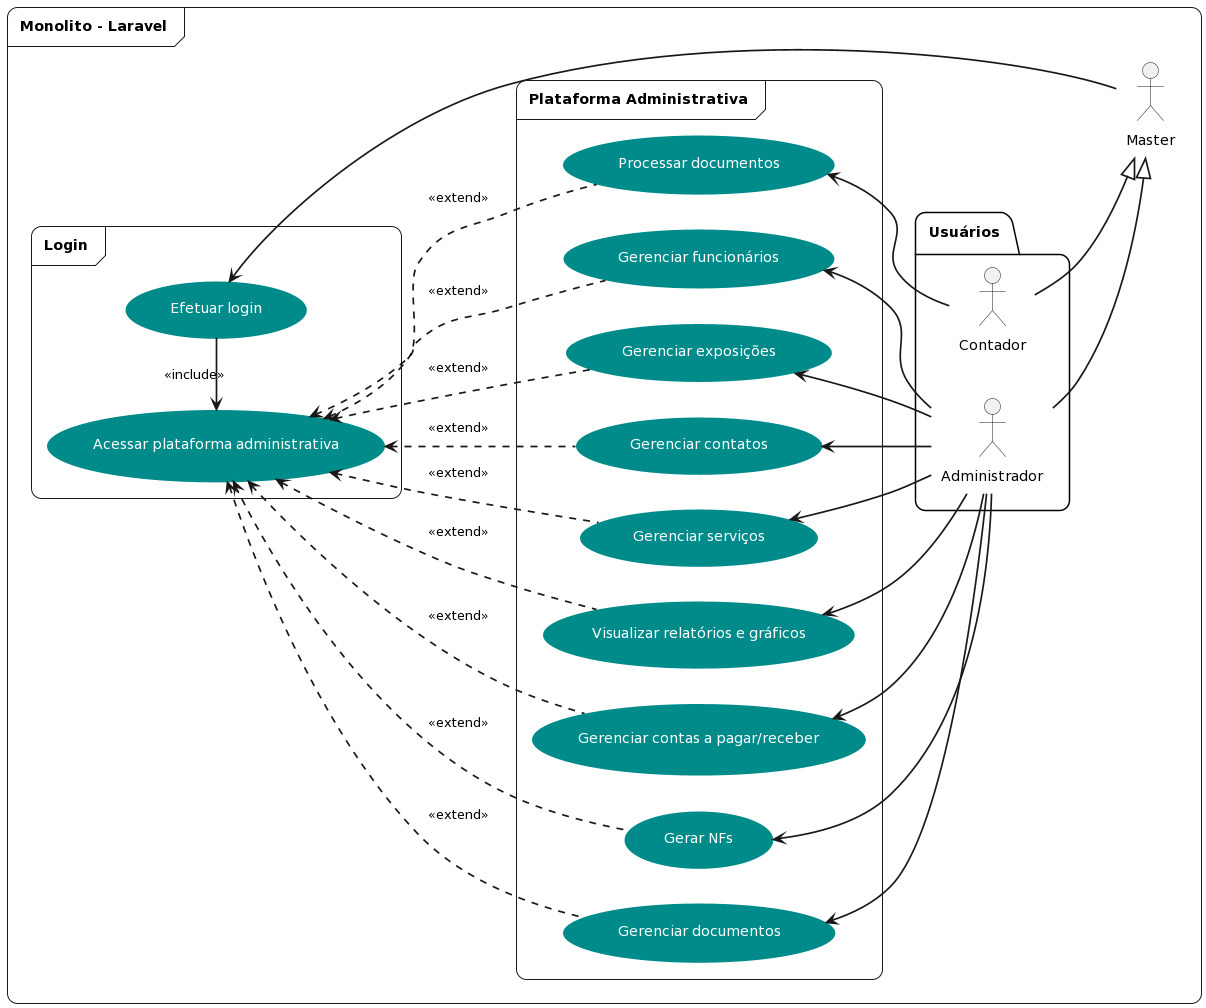 Monolito - Laravel
Master
Plataforma Administrativa
Processar documentos
«extend»
Usuários
Login
Gerenciar funcionários
«extend»
Efetuar login
Contador
Gerenciar exposições
«extend»
«include»
Acessar plataforma administrativa
«extend»
Gerenciar contatos
«extend»
Administrador
Gerenciar serviços
«extend»
Visualizar relatórios e gráficos
«extend»
Gerenciar contas a pagar/receber
«extend»
Gerar NFs
«extend»
Gerenciar documentos